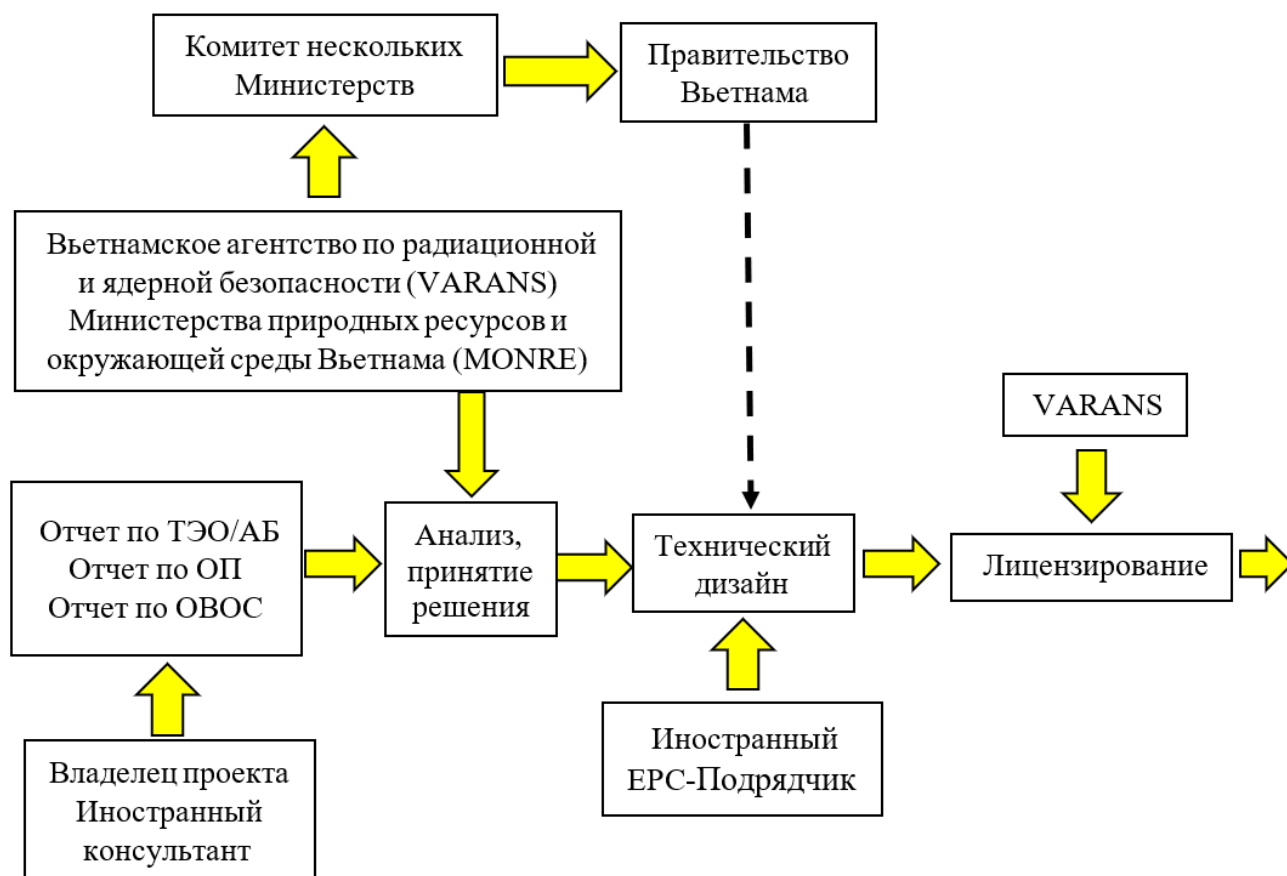 Комитет нескольких
Министерств
Правительство
Вьетнама
Вьетнамское агентство по радиационной
и ядерной безопасности (VARANS)
Министерства природных ресурсов и
окружающей среды Вьетнама (MONRE)
VARANS
Отчет по ТЭО/АБ
Отчет по ОП
Отчет по ОВОС
Анализ,
принятие
решения
Технический
дизайн
Лицензирование
Владелец проекта
Иностранный
консультант
Иностранный
EPC-Подрядчик